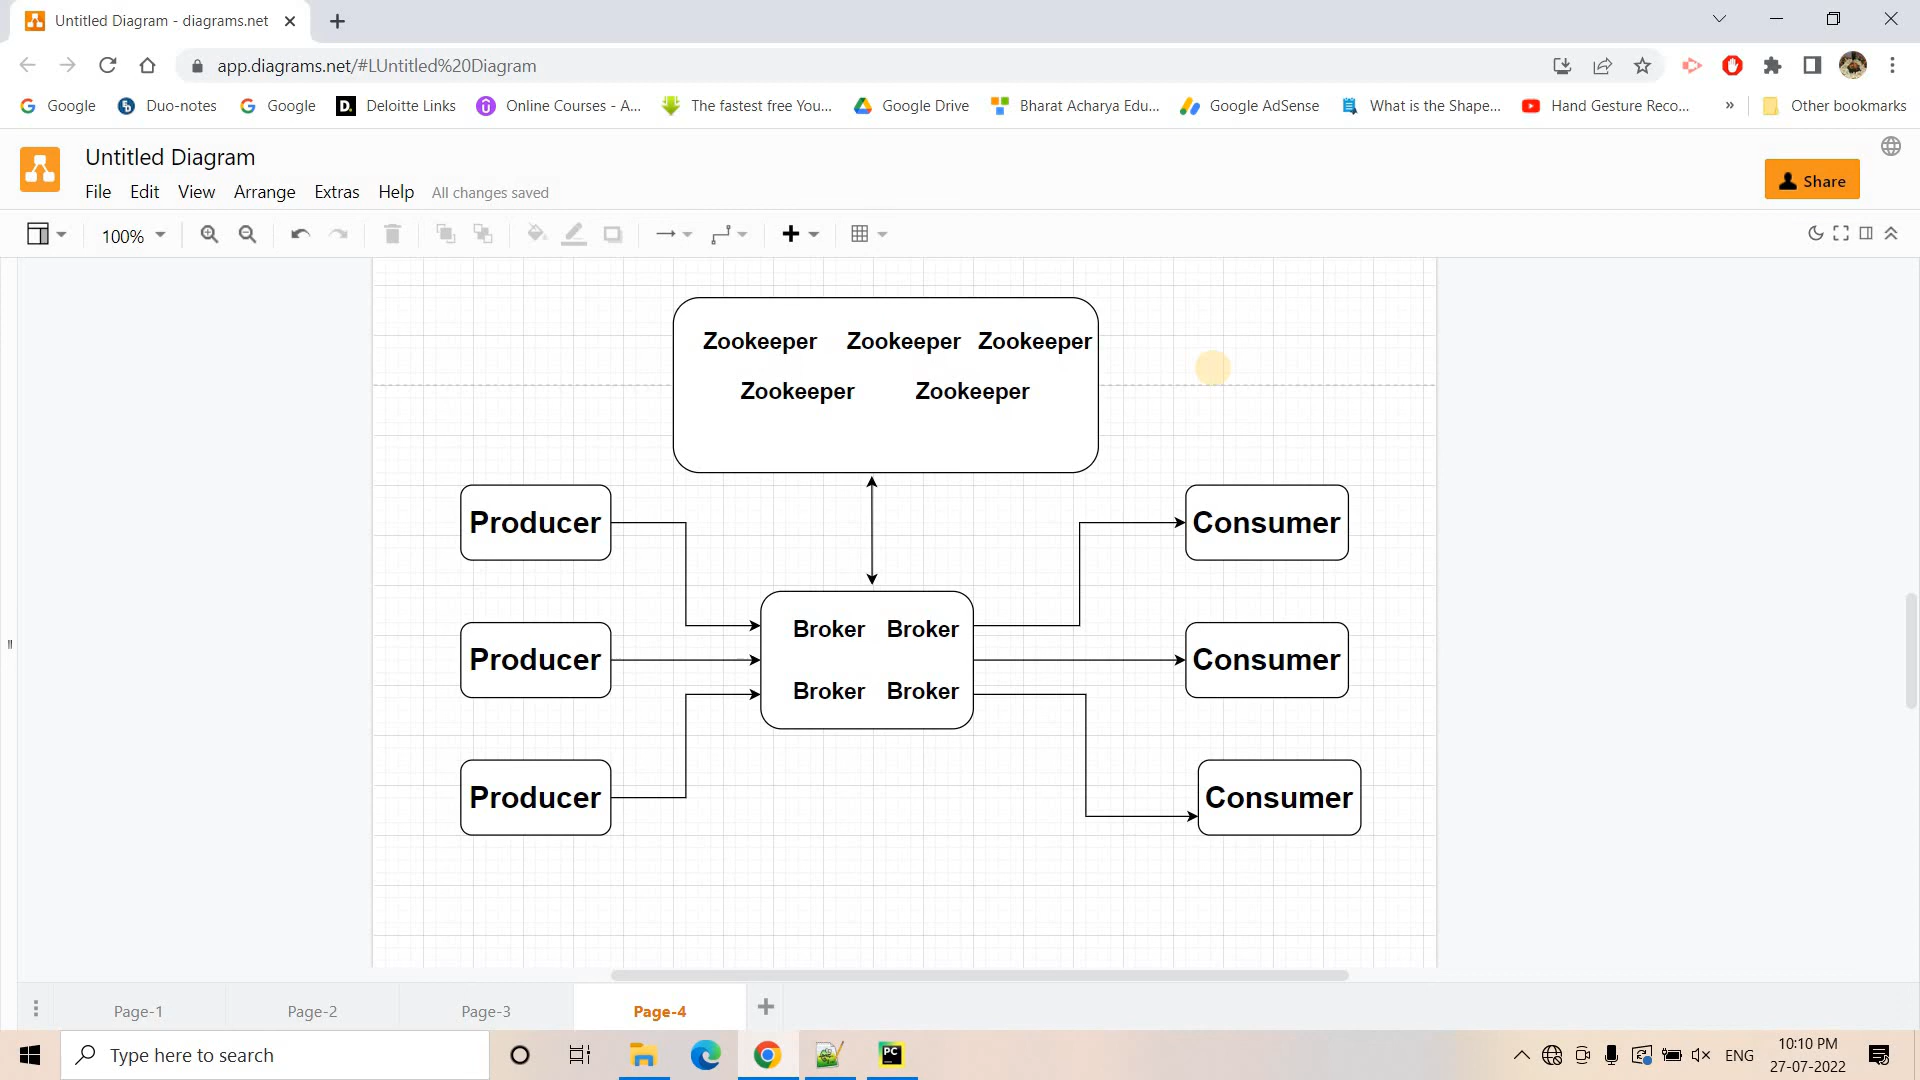 Untitled Diagram - diagrams.net
app.diagrams.net/#LUntitled%20Diagram
Google Duo-notes Google D. Deloitte Links Online Courses - A... The fastest free You... Google Drive Bharat Acharya Edu... Google AdSense What is the Shape... Hand Gesture Reco... » Other bookmarks
Untitled Diagram
File Edit View Arrange Extras Help All changes saved
Share
100%
Zookeeper Zookeeper Zookeeper
Zookeeper Zookeeper
Producer Consumer
Broker Broker
Producer Consumer
Broker Broker
Producer Consumer
Page-1 Page-2 Page-3 Page-4
Type here to search
PC
ENG
10:10 PM
27-07-2022